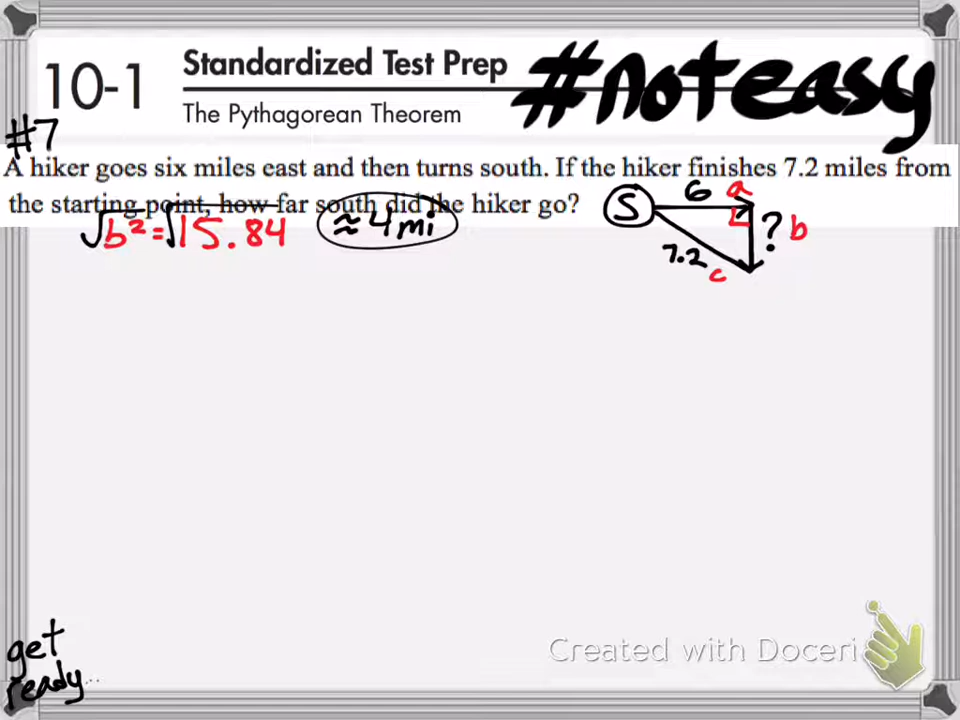 10-1
Standardized Test Prep
#noteasy
The Pythagorean Theorem
#7
A hiker goes six miles east and then turns south. If the hiker finishes 7.2 miles from
the starting point, how far south did the hiker go?
S 6 a
? b
7.2 c
√b² = √15.84 ≈ 4 mi
get
ready...
Created with Doceri